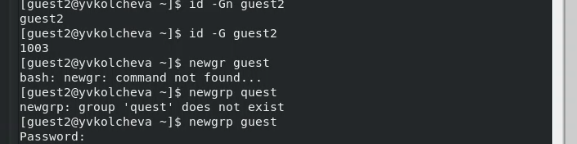 [guest2@yvkolcheva ~]$ id -Gn guest2
guest2
[guest2@yvkolcheva ~]$ id -G guest2
1003
[guest2@yvkolcheva ~]$ newgr guest
bash: newgr: command not found...
[guest2@yvkolcheva ~]$ newgrp quest
newgrp: group 'quest' does not exist
[guest2@yvkolcheva ~]$ newgrp guest
Password: